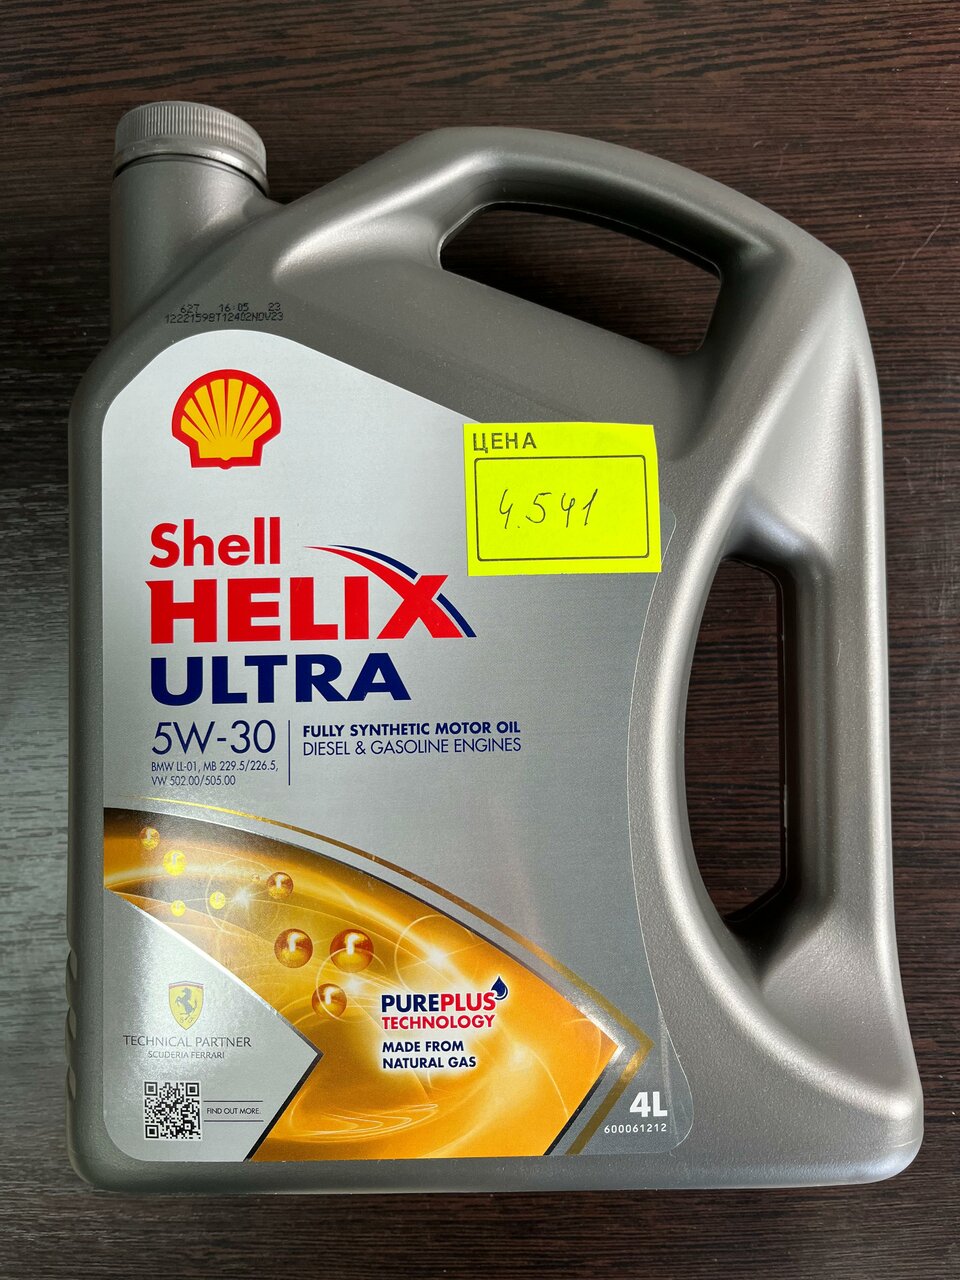 627 16:05 23
12221598T12402NOV23
ЦЕНА
4.541
Shell
HELIX
ULTRA
5W-30
BMW LL-01, MB 229.5/226.5,
VW 502.00/505.00
FULLY SYNTHETIC MOTOR OIL
DIESEL & GASOLINE ENGINES
PUREPLUS
TECHNOLOGY
MADE FROM
NATURAL GAS
TECHNICAL PARTNER
SCUDERIA FERRARI
FIND OUT MORE.
4L
600061212